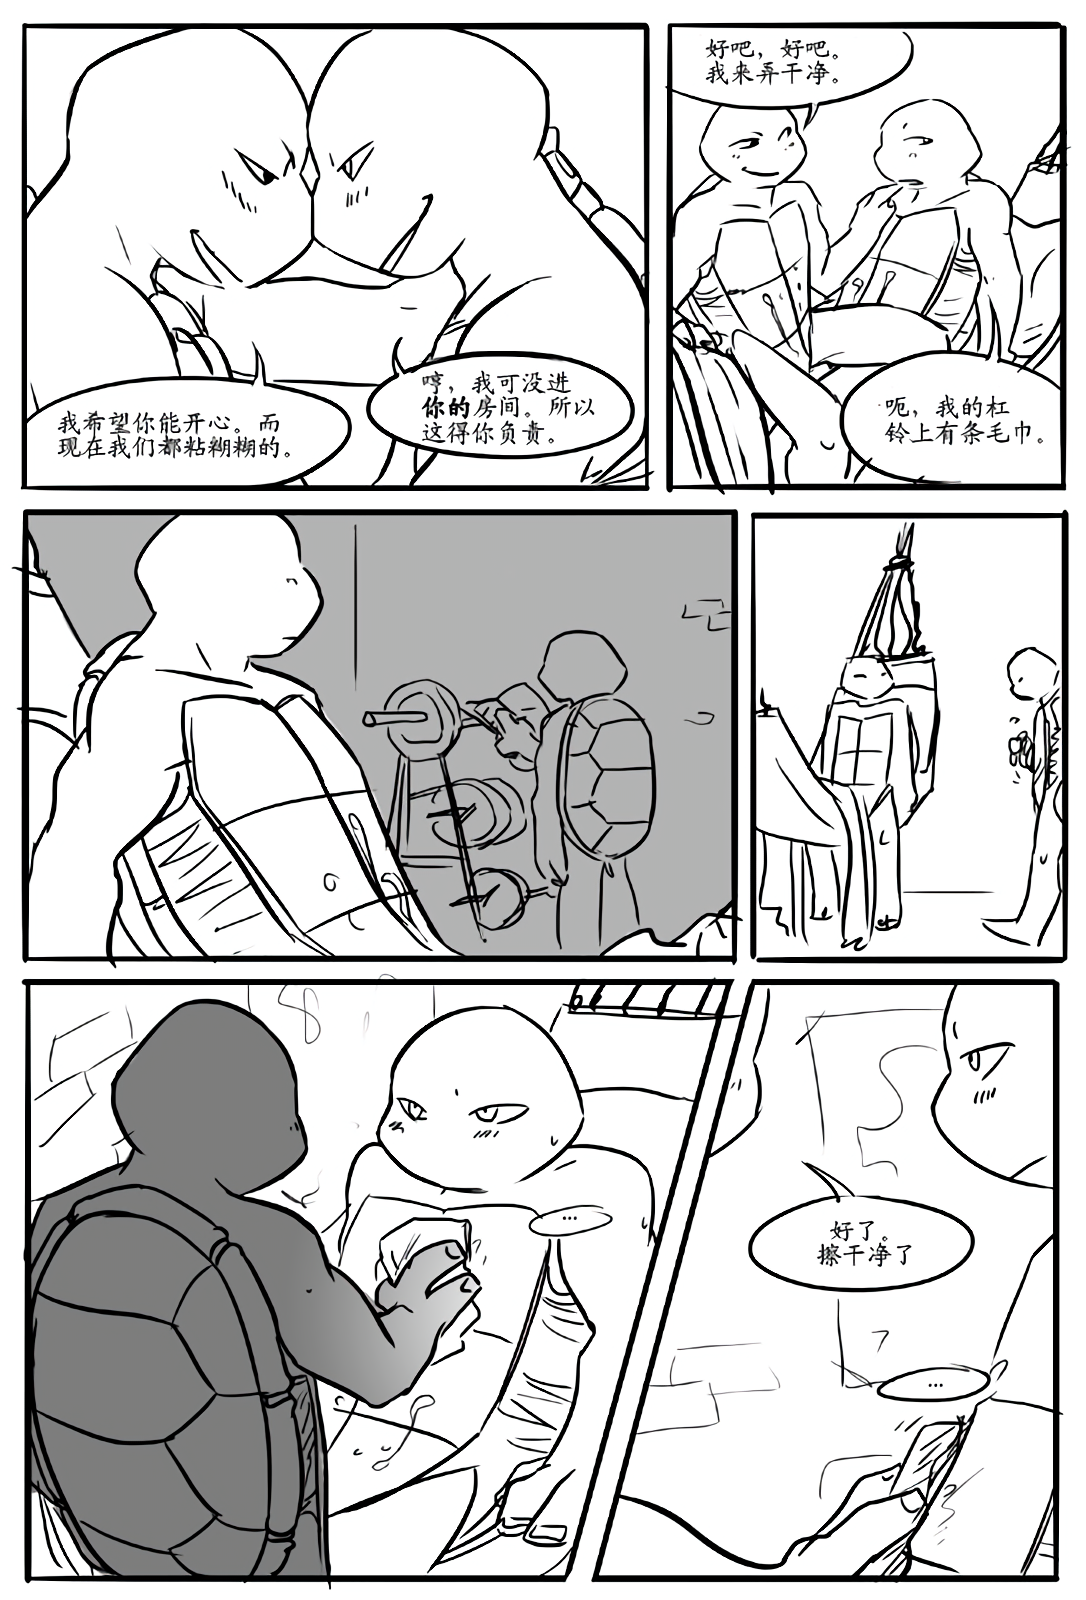 我希望你能开心。而
现在我们都粘糊糊的。
哼，我可没进
你的房间。所以
这得你负责。
好吧，好吧。
我来弄干净。
呃，我的杠
铃上有条毛巾。
…
好了。
擦干净了
…